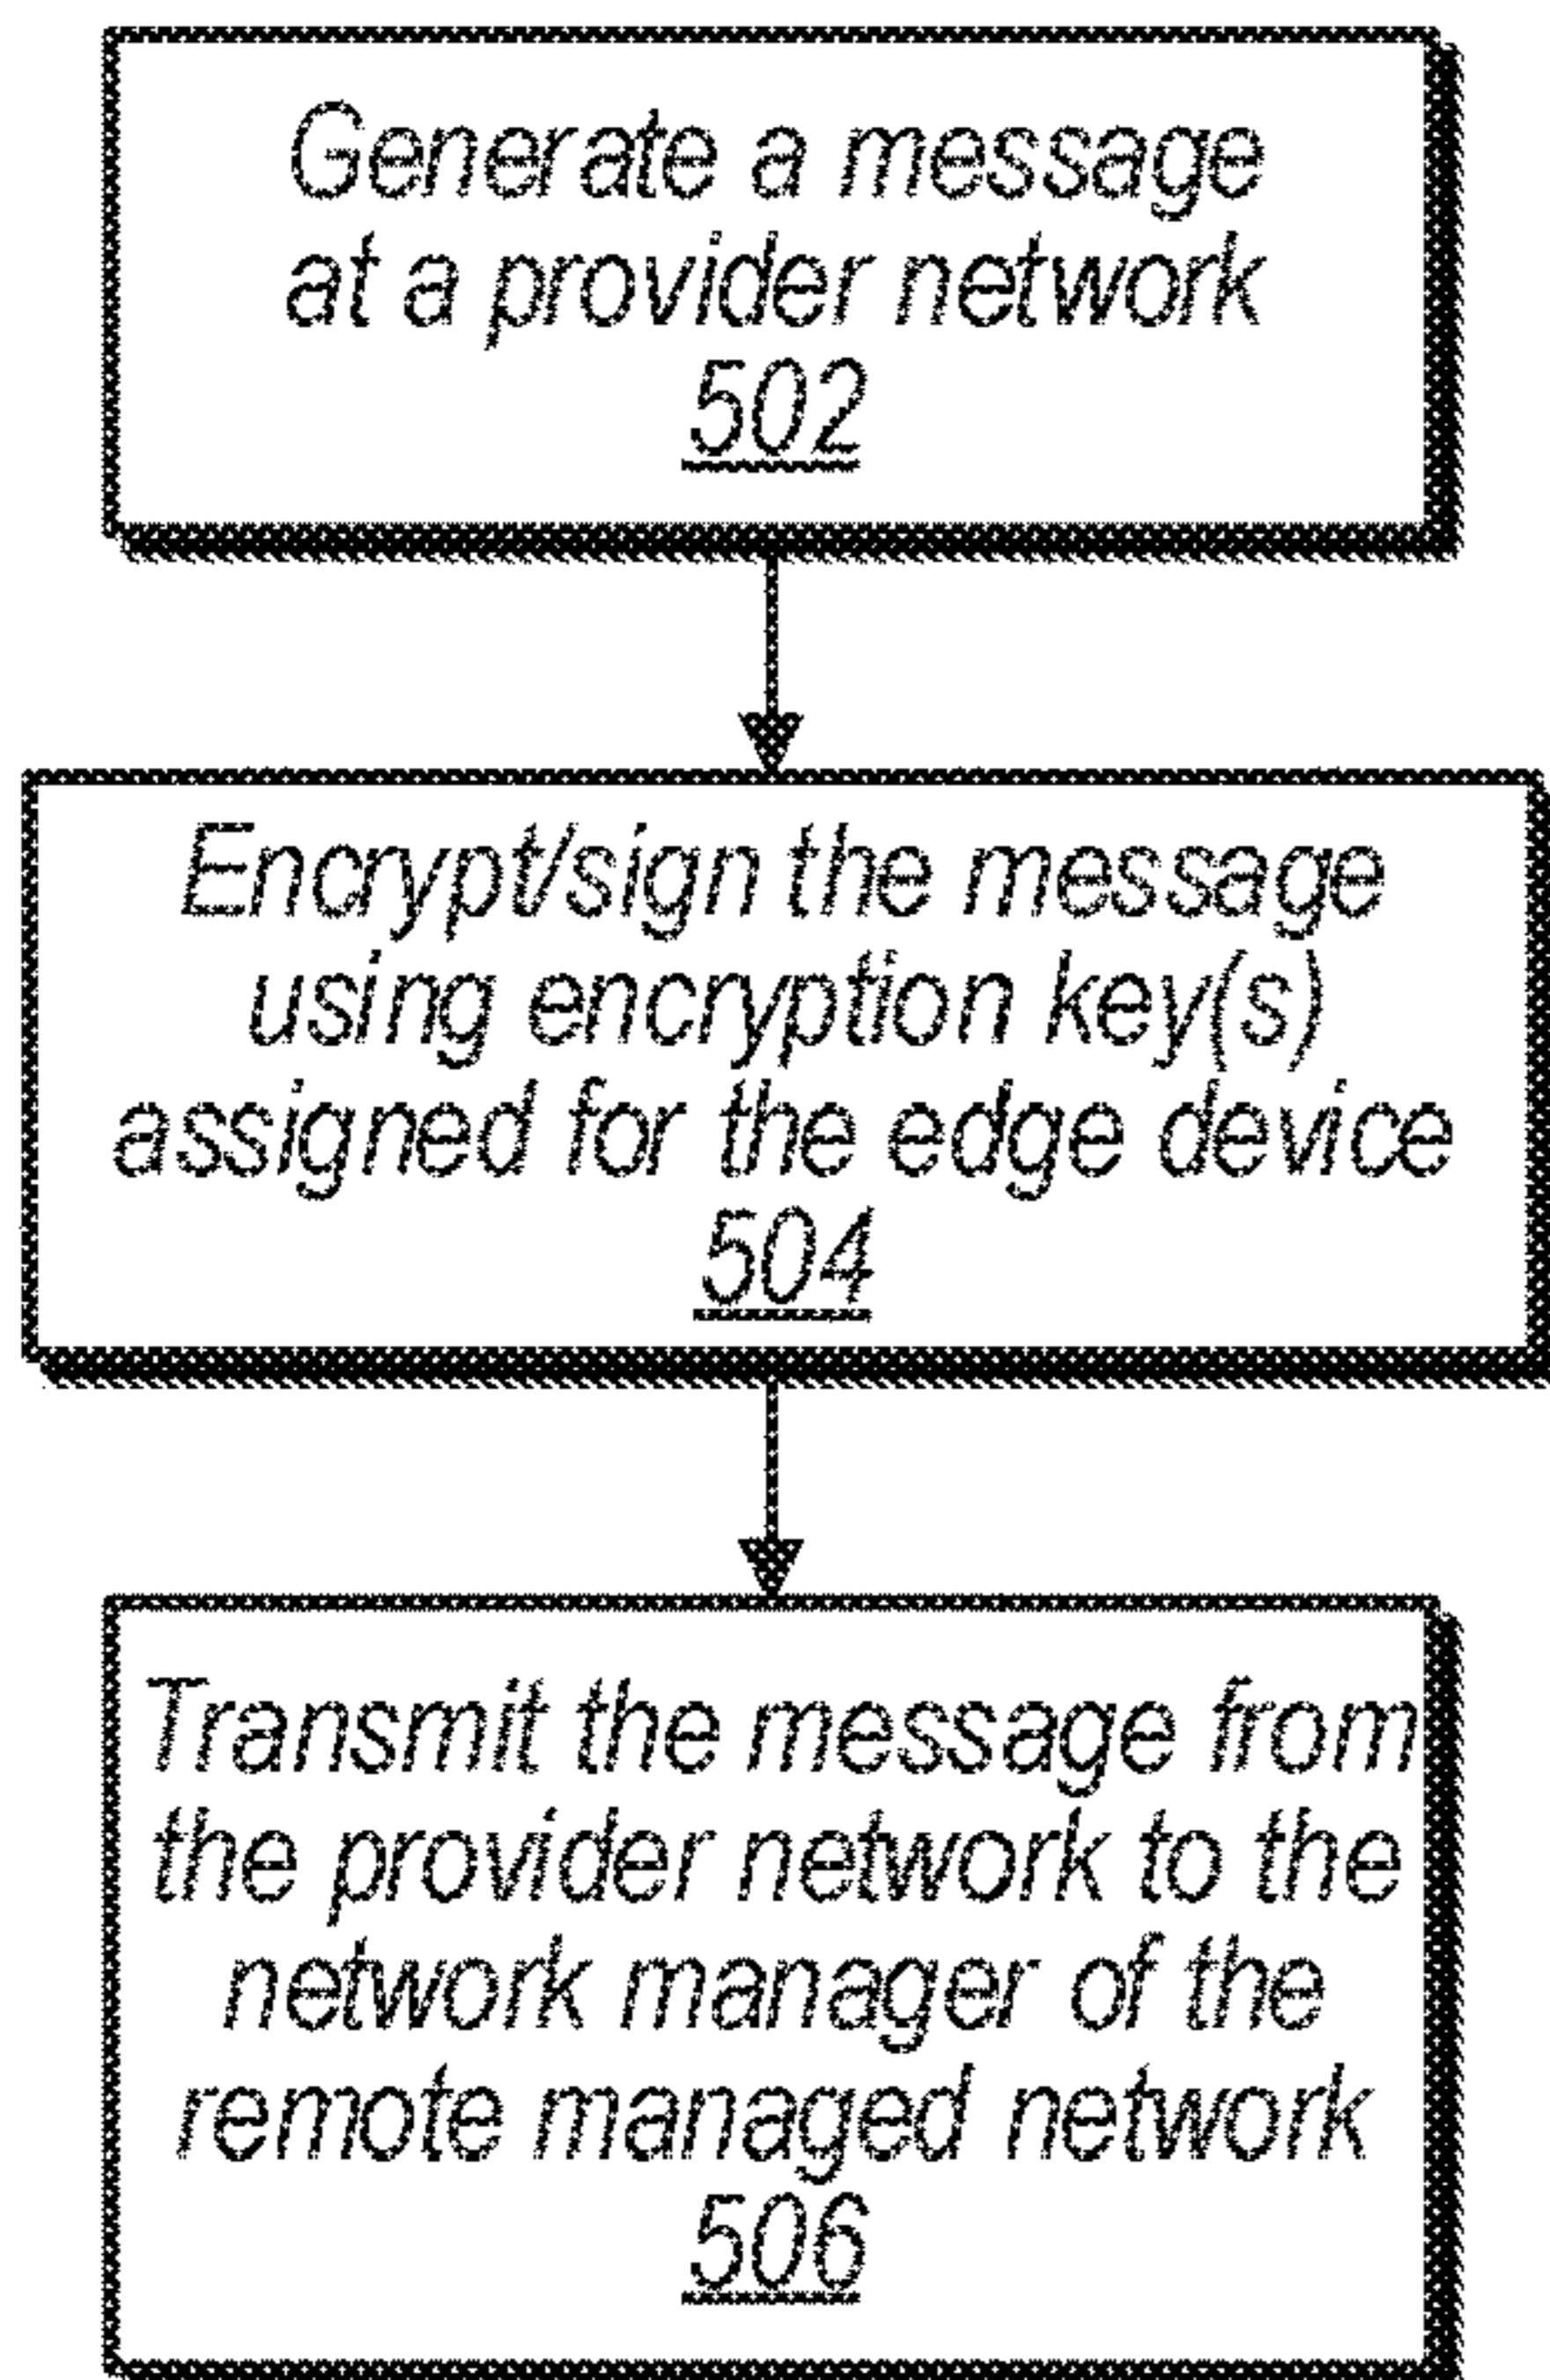 Generate a message
at a provider network
502
Encrypt/sign the message
using encryption key(s)
assigned for the edge device
504
Transmit the message from
the provider network to the
network manager of the
remote managed network
506